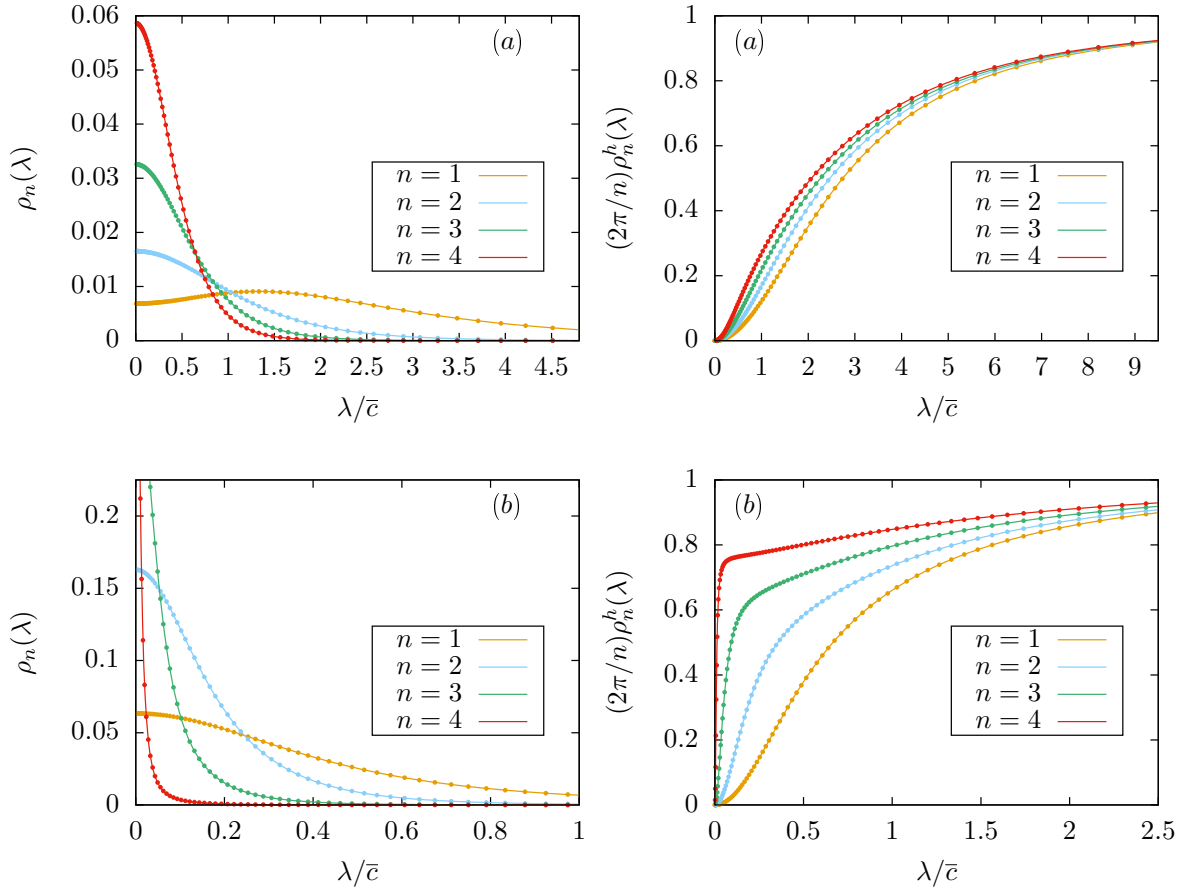 (a)
ρₙ(λ)
0.06
0.05
0.04
0.03
0.02
0.01
0
n = 1
n = 2
n = 3
n = 4
0 0.5 1 1.5 2 2.5 3 3.5 4 4.5
λ/c̅
(a)
(2π/n)ρₙʰ(λ)
1
0.8
0.6
0.4
0.2
0
n = 1
n = 2
n = 3
n = 4
0 1 2 3 4 5 6 7 8 9
λ/c̅
(b)
ρₙ(λ)
0.2
0.15
0.1
0.05
0
n = 1
n = 2
n = 3
n = 4
0 0.2 0.4 0.6 0.8 1
λ/c̅
(b)
(2π/n)ρₙʰ(λ)
1
0.8
0.6
0.4
0.2
0
n = 1
n = 2
n = 3
n = 4
0 0.5 1 1.5 2 2.5
λ/c̅